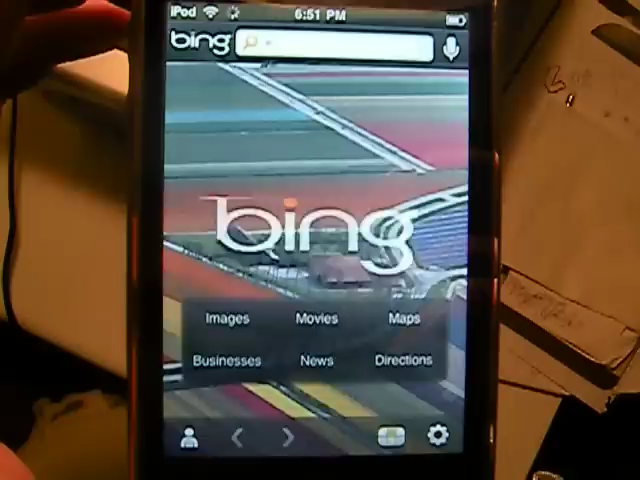 iPod 6:51 PM
bing
bing
Images Movies Maps
Businesses News Directions